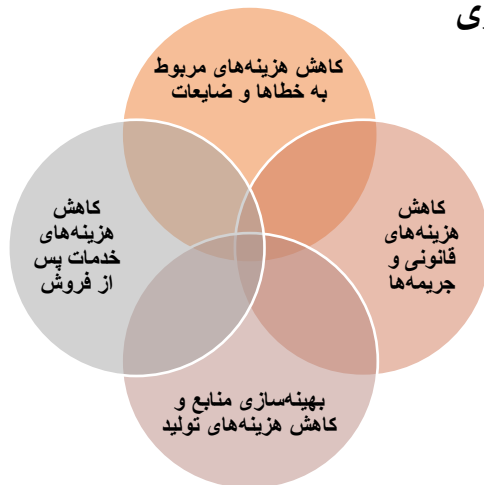 کاهش هزینه‌های مربوط
به خطاها و ضایعات
کاهش
هزینه‌های
قانونی و
جریمه‌ها
کاهش
هزینه‌های
خدمات پس
از فروش
بهینه‌سازی منابع و
کاهش هزینه‌های تولید